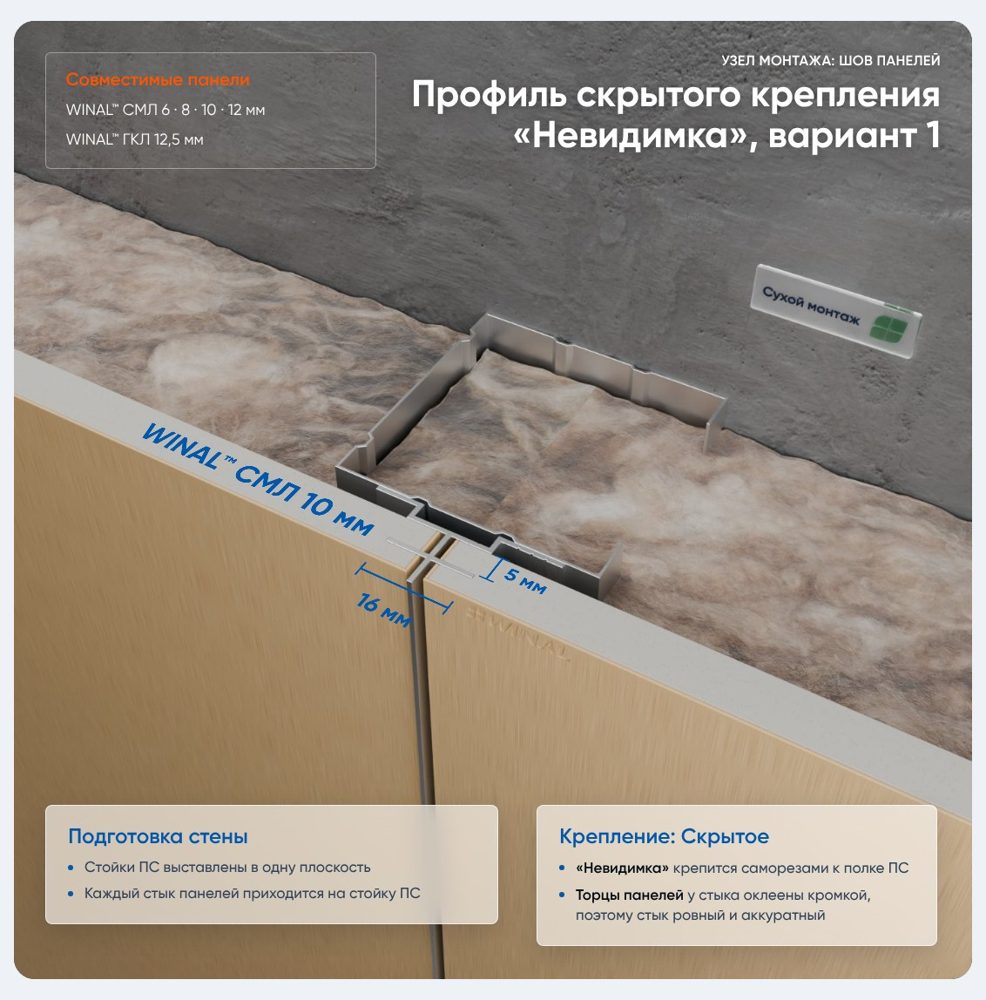 Совместимые панели
WINAL™ СМЛ 6 · 8 · 10 · 12 мм
WINAL™ ГКЛ 12,5 мм
УЗЕЛ МОНТАЖА: ШОВ ПАНЕЛЕЙ
Профиль скрытого крепления
«Невидимка», вариант 1
Сухой монтаж
WINAL™ СМЛ 10 мм
5 мм
16 мм
WINAL
Подготовка стены
• Стойки ПС выставлены в одну плоскость
• Каждый стык панелей приходится на стойку ПС
Крепление: Скрытое
• «Невидимка» крепится саморезами к полке ПС
• Торцы панелей у стыка оклеены кромкой,
поэтому стык ровный и аккуратный